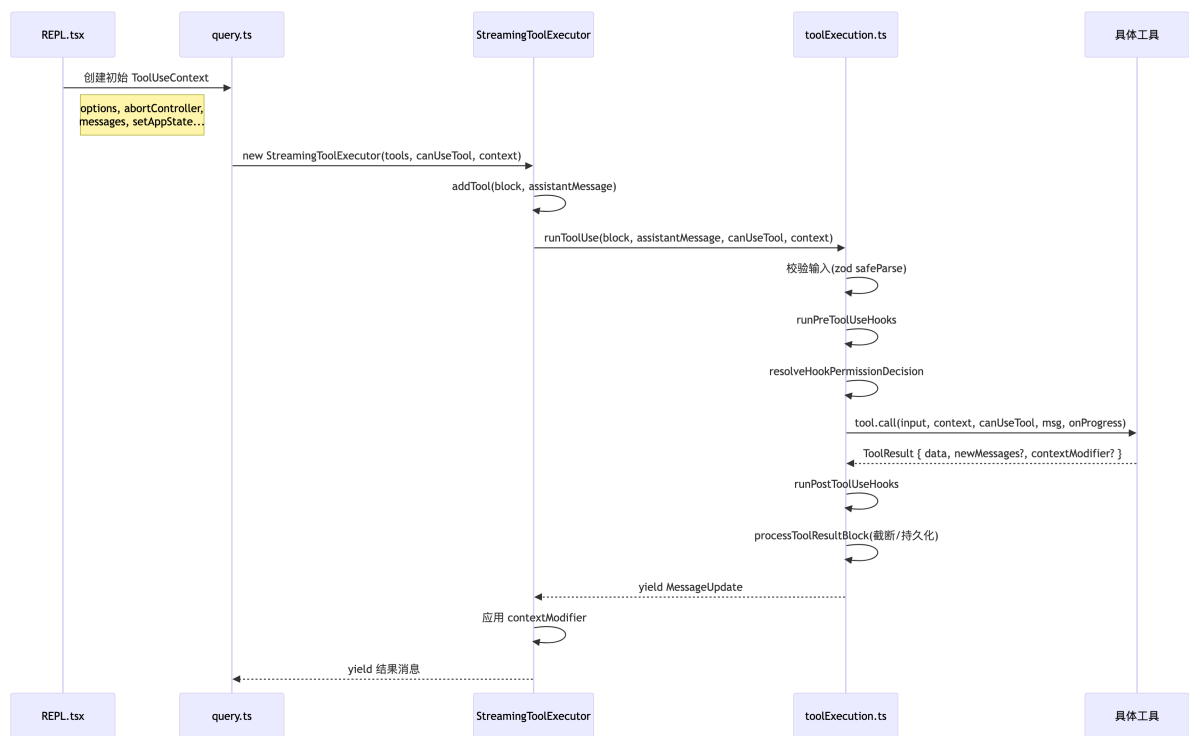 REPL.tsx
query.ts
StreamingToolExecutor
toolExecution.ts
具体工具
创建初始 ToolUseContext
options, abortController,
messages, setAppState...
new StreamingToolExecutor(tools, canUseTool, context)
addTool(block, assistantMessage)
runToolUse(block, assistantMessage, canUseTool, context)
校验输入(zod safeParse)
runPreToolUseHooks
resolveHookPermissionDecision
tool.call(input, context, canUseTool, msg, onProgress)
ToolResult { data, newMessages?, contextModifier? }
runPostToolUseHooks
processToolResultBlock(截断/持久化)
yield MessageUpdate
应用 contextModifier
yield 结果消息
REPL.tsx
query.ts
StreamingToolExecutor
toolExecution.ts
具体工具